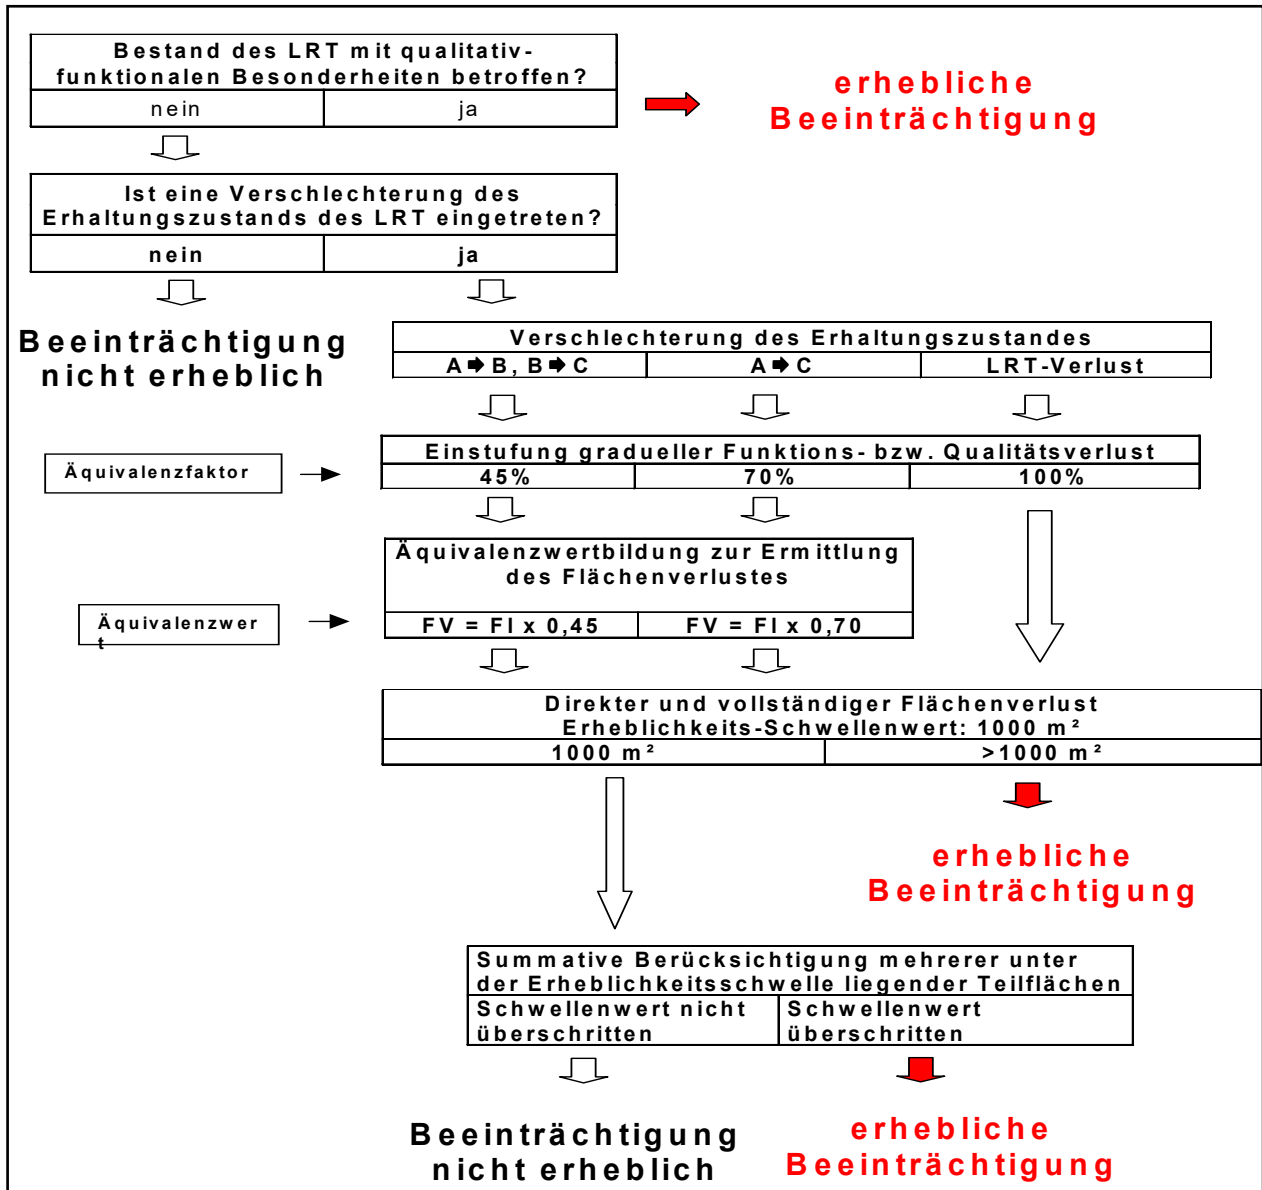 Bestand des LRT mit qualitativ-
funktionalen Besonderheiten betroffen?
nein ja
erhebliche
Beeinträchtigung
Ist eine Verschlechterung des
Erhaltungszustands des LRT eingetreten?
nein ja
Beeinträchtigung
nicht erheblich
Verschlechterung des Erhaltungszustandes
A ➡ B, B ➡ C A ➡ C LRT-Verlust
Äquivalenzfaktor
Einstufung gradueller Funktions- bzw. Qualitätsverlust
45% 70% 100%
Äquivalenzwertbildung zur Ermittlung
des Flächenverlustes
Äquivalenzwer
t
FV = Fl x 0,45 FV = Fl x 0,70
Direkter und vollständiger Flächenverlust
Erheblichkeits-Schwellenwert: 1000 m²
1000 m² >1000 m²
erhebliche
Beeinträchtigung
Summative Berücksichtigung mehrerer unter
der Erheblichkeitsschwelle liegender Teilflächen
Schwellenwert nicht Schwellenwert
überschritten überschritten
Beeinträchtigung
nicht erheblich
erhebliche
Beeinträchtigung